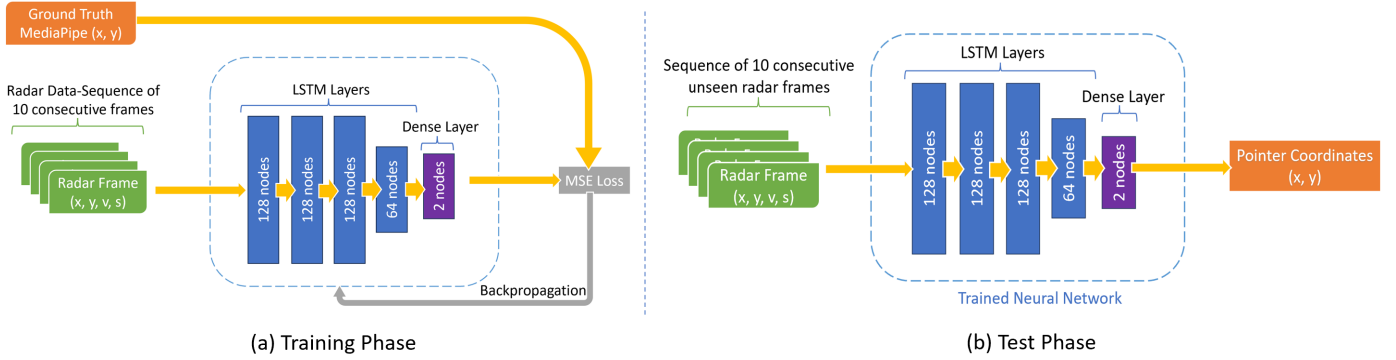 Ground Truth
MediaPipe (x, y)
Radar Data-Sequence of
10 consecutive frames
Radar Frame
(x, y, v, s)
LSTM Layers
128 nodes
128 nodes
128 nodes
64 nodes
Dense Layer
2 nodes
MSE Loss
Backpropagation
(a) Training Phase
Sequence of 10 consecutive
unseen radar frames
Radar Frame
(x, y, v, s)
LSTM Layers
128 nodes
128 nodes
128 nodes
64 nodes
Dense Layer
2 nodes
Pointer Coordinates
(x, y)
Trained Neural Network
(b) Test Phase